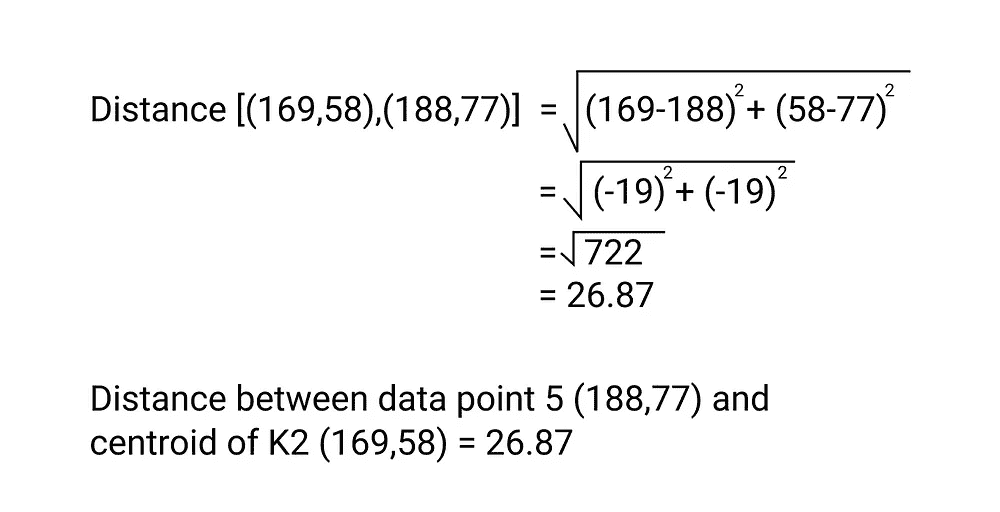 Distance [(169,58),(188,77)] = √(169-188)² + (58-77)²
= √(-19)² + (-19)²
= √722
= 26.87
Distance between data point 5 (188,77) and
centroid of K2 (169,58) = 26.87